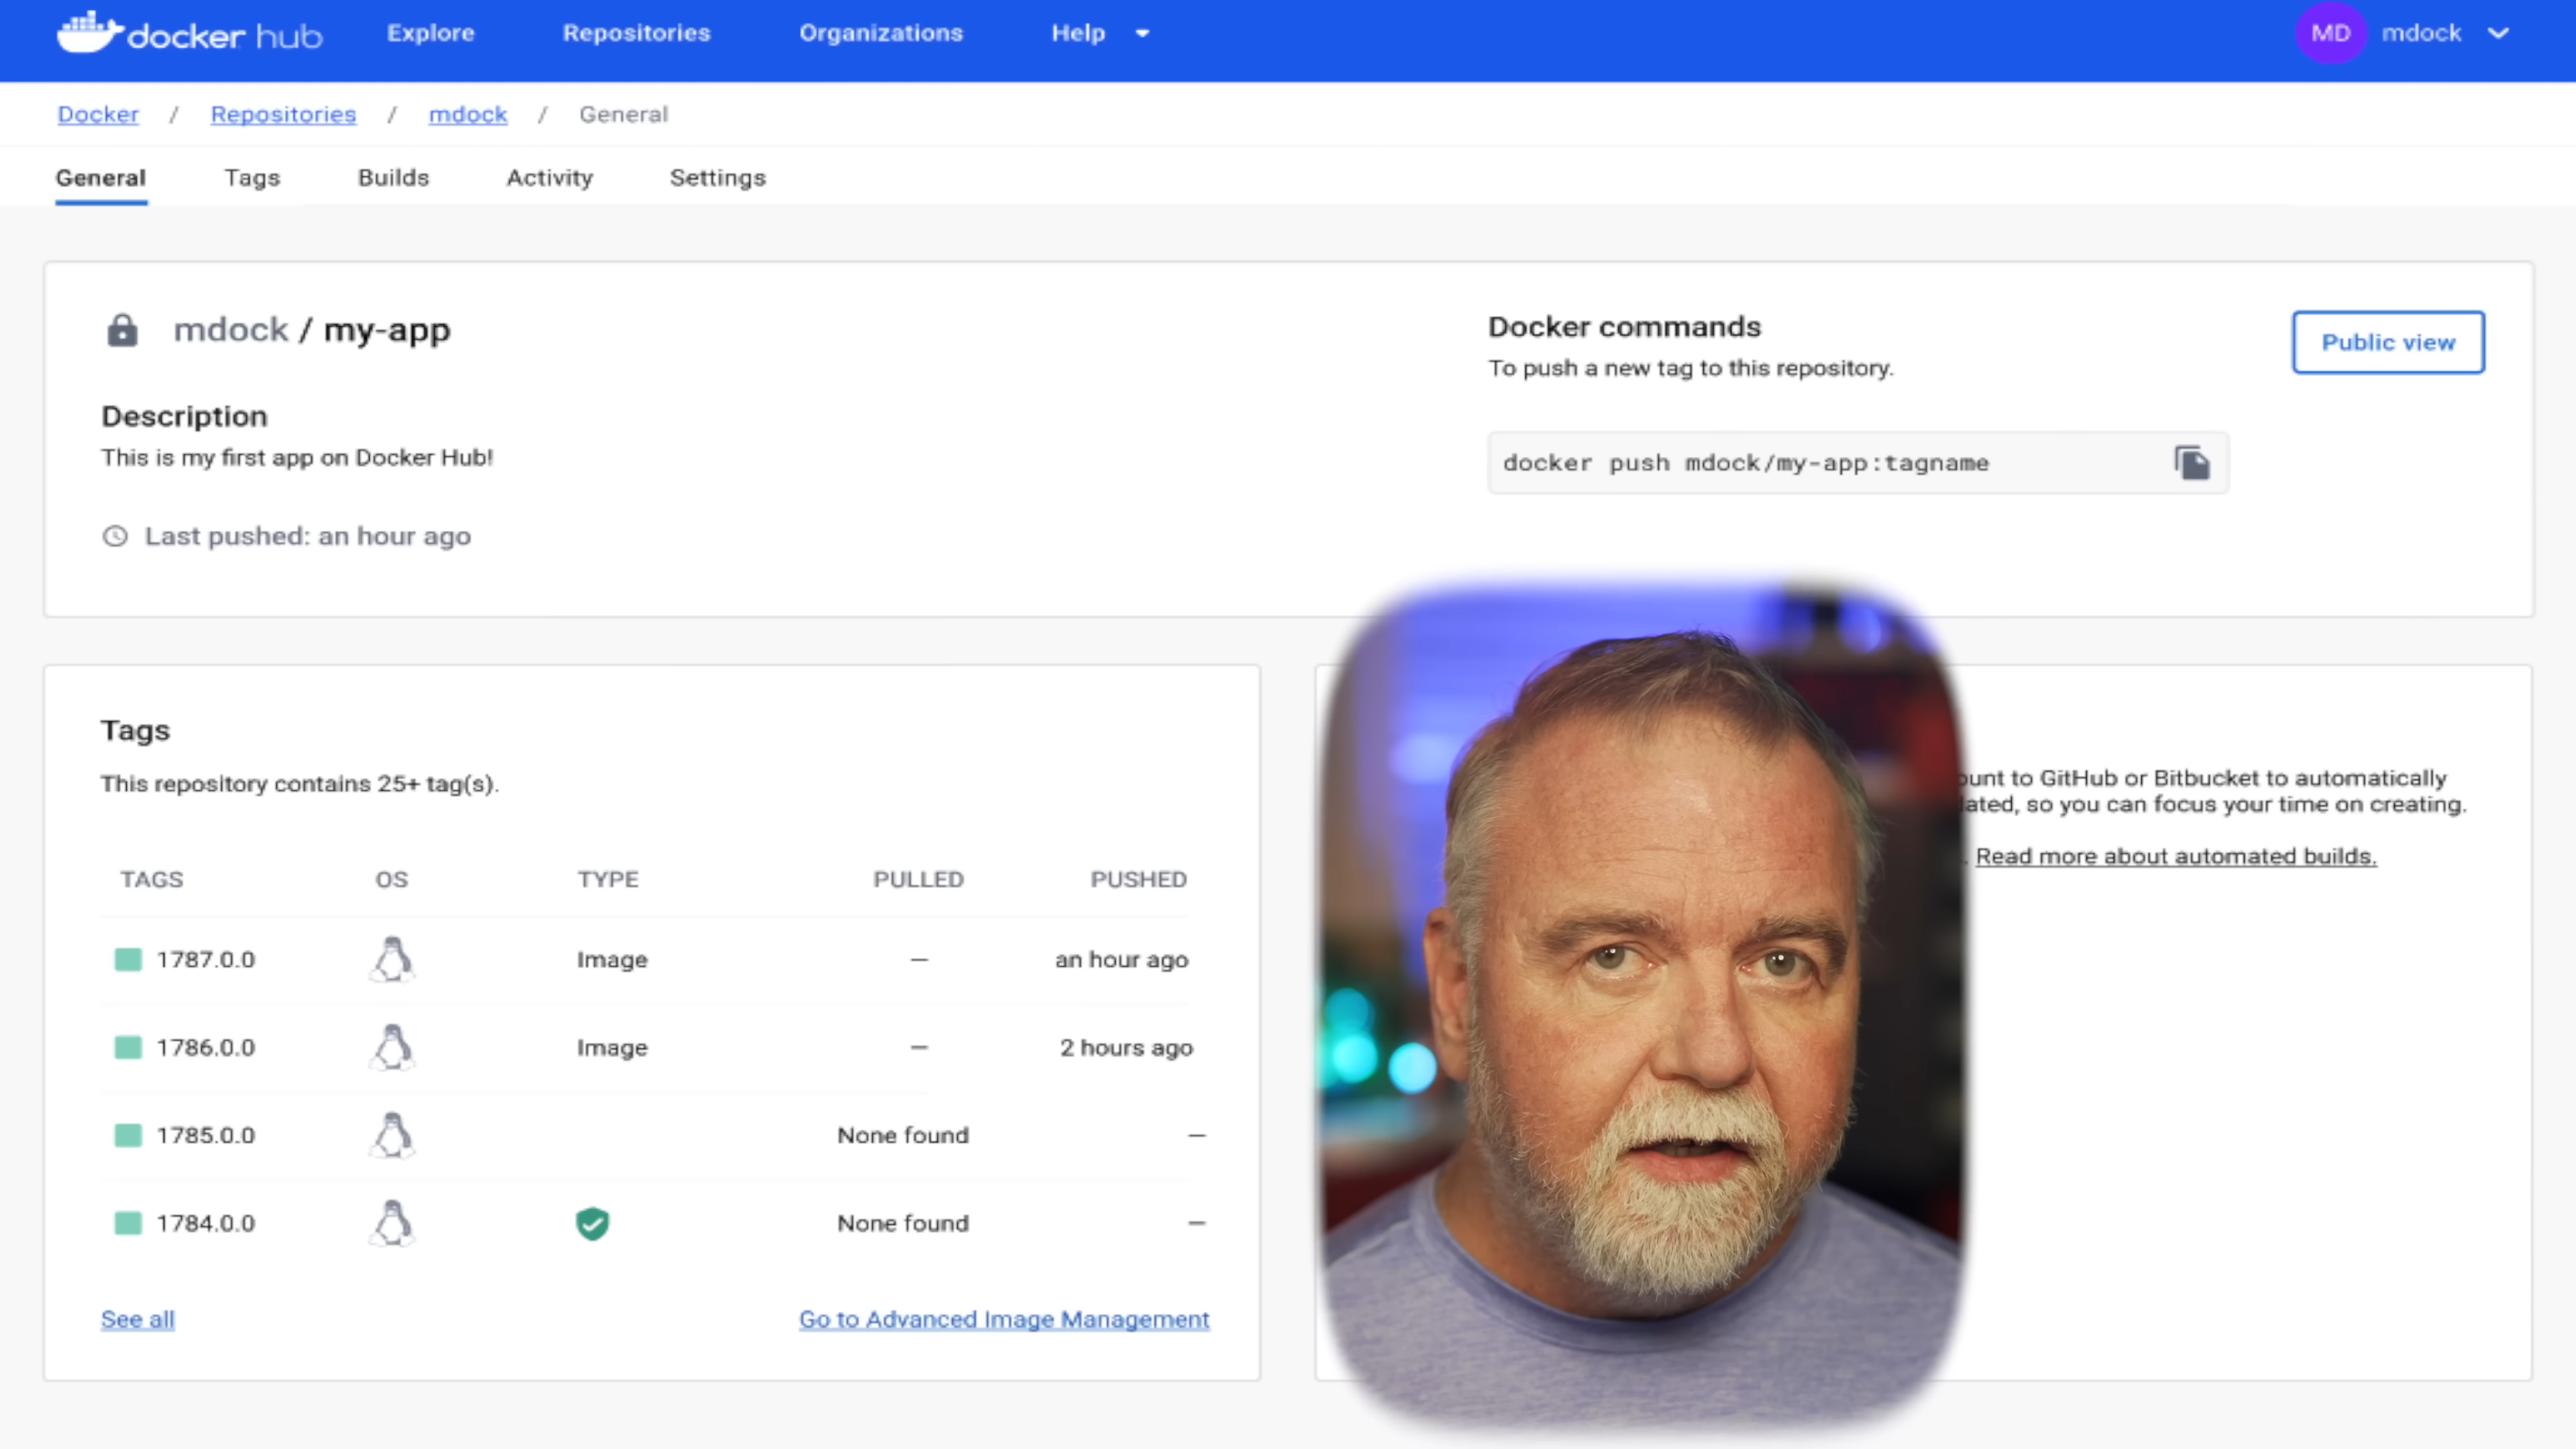 docker hub Explore Repositories Organizations Help MD mdock
Docker / Repositories / mdock / General
General Tags Builds Activity Settings
mdock / my-app
Description
This is my first app on Docker Hub!
Last pushed: an hour ago
Docker commands
To push a new tag to this repository.
Public view
docker push mdock/my-app:tagname
Tags
This repository contains 25+ tag(s).
TAGS OS TYPE PULLED PUSHED
1787.0.0 Image — an hour ago
1786.0.0 Image — 2 hours ago
1785.0.0 None found —
1784.0.0 None found —
See all Go to Advanced Image Management
to GitHub or Bitbucket to automatically
so you can focus your time on creating.
Read more about automated builds.